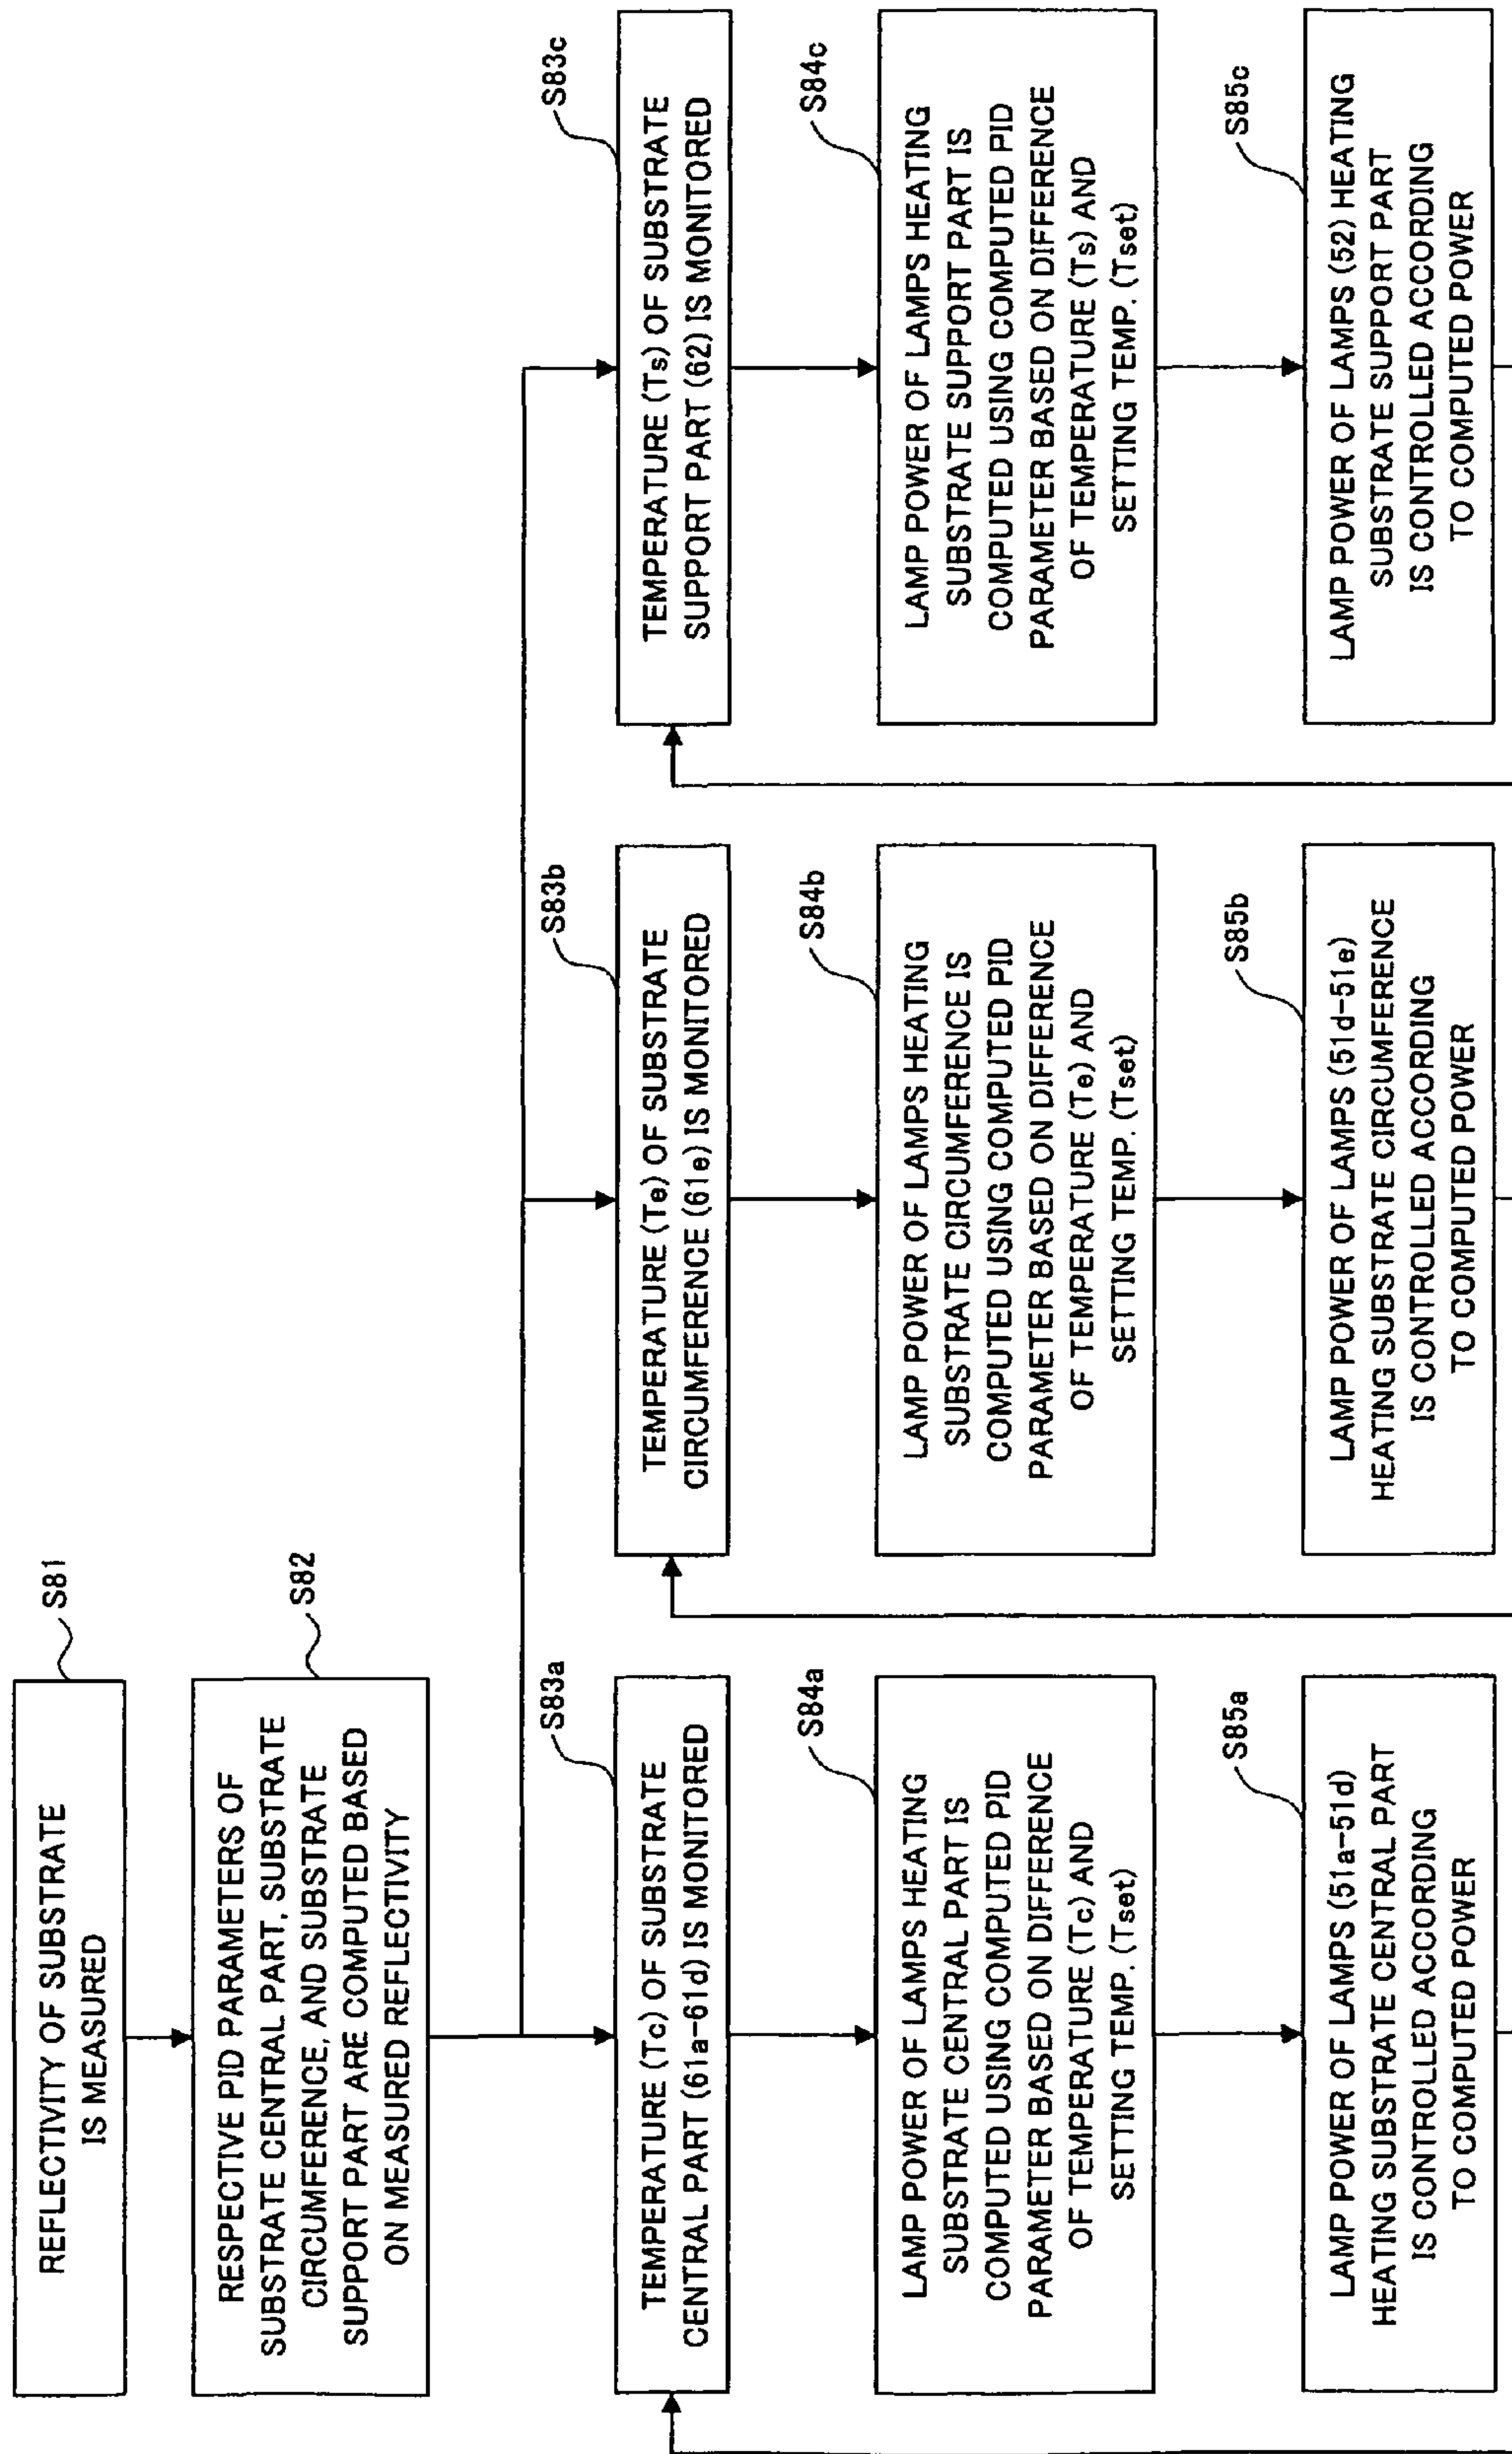 REFLECTIVITY OF SUBSTRATE
IS MEASURED
S81
RESPECTIVE PID PARAMETERS OF
SUBSTRATE CENTRAL PART, SUBSTRATE
CIRCUMFERENCE, AND SUBSTRATE
SUPPORT PART ARE COMPUTED BASED
ON MEASURED REFLECTIVITY
S82
TEMPERATURE (Tc) OF SUBSTRATE
CENTRAL PART (61a-61d) IS MONITORED
S83a
LAMP POWER OF LAMPS HEATING
SUBSTRATE CENTRAL PART IS
COMPUTED USING COMPUTED PID
PARAMETER BASED ON DIFFERENCE
OF TEMPERATURE (Tc) AND
SETTING TEMP. (Tset)
S84a
LAMP POWER OF LAMPS (51a-51d)
HEATING SUBSTRATE CENTRAL PART
IS CONTROLLED ACCORDING
TO COMPUTED POWER
S85a
TEMPERATURE (Te) OF SUBSTRATE
CIRCUMFERENCE (61e) IS MONITORED
S83b
LAMP POWER OF LAMPS HEATING
SUBSTRATE CIRCUMFERENCE IS
COMPUTED USING COMPUTED PID
PARAMETER BASED ON DIFFERENCE
OF TEMPERATURE (Te) AND
SETTING TEMP. (Tset)
S84b
LAMP POWER OF LAMPS (51d-51e)
HEATING SUBSTRATE CIRCUMFERENCE
IS CONTROLLED ACCORDING
TO COMPUTED POWER
S85b
TEMPERATURE (Ts) OF SUBSTRATE
SUPPORT PART (62) IS MONITORED
S83c
LAMP POWER OF LAMPS HEATING
SUBSTRATE SUPPORT PART IS
COMPUTED USING COMPUTED PID
PARAMETER BASED ON DIFFERENCE
OF TEMPERATURE (Ts) AND
SETTING TEMP. (Tset)
S84c
LAMP POWER OF LAMPS (52) HEATING
SUBSTRATE SUPPORT PART
IS CONTROLLED ACCORDING
TO COMPUTED POWER
S85c